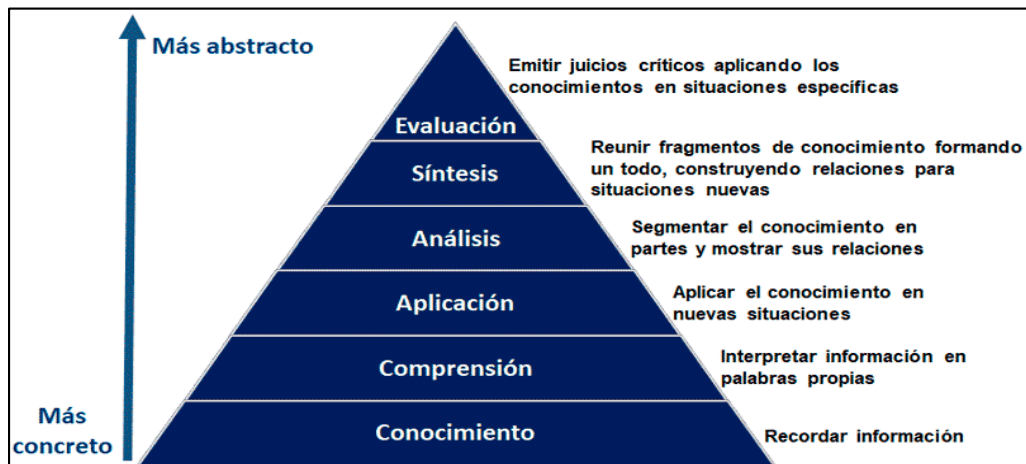 Más abstracto
Emitir juicios críticos aplicando los
conocimientos en situaciones específicas
Evaluación
Reunir fragmentos de conocimiento formando
un todo, construyendo relaciones para
situaciones nuevas
Síntesis
Segmentar el conocimiento en
partes y mostrar sus relaciones
Análisis
Aplicar el conocimiento en
nuevas situaciones
Aplicación
Interpretar información en
palabras propias
Comprensión
Más
concreto
Conocimiento
Recordar información